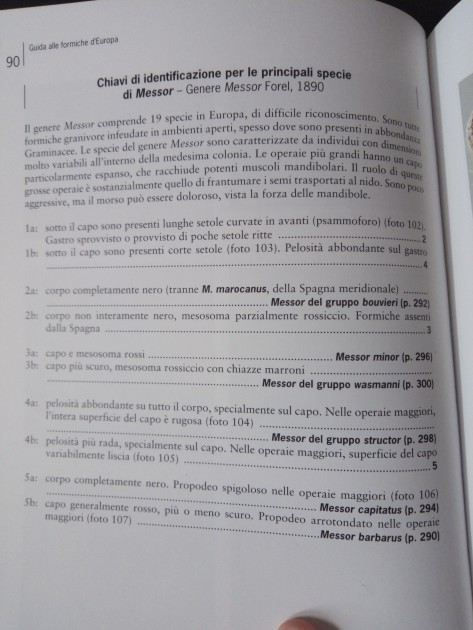 Guida alle formiche d'Europa
90
Chiavi di identificazione per le principali specie
di Messor – Genere Messor Forel, 1890
Il genere Messor comprende 19 specie in Europa, di difficile riconoscimento. Sono tutte
formiche granivore infeudate in ambienti aperti, spesso dove sono presenti in abbondanza
Graminacee. Le specie del genere Messor sono caratterizzate da individui con dimensioni
molto variabili all'interno della medesima colonia. Le operaie più grandi hanno un capo
particolarmente espanso, che racchiude potenti muscoli mandibolari. Il ruolo di queste
grosse operaie è sostanzialmente quello di frantumare i semi trasportati al nido. Sono poco
aggressive, ma il morso può essere doloroso, vista la forza delle mandibole.
1a: sotto il capo sono presenti lunghe setole curvate in avanti (psammoforo) (foto 102).
Gastro sprovvisto o provvisto di poche setole ritte ........ 2
1b: sotto il capo sono presenti corte setole (foto 103). Pelosità abbondante sul gastro
........ 4
2a: corpo completamente nero (tranne M. marocanus, della Spagna meridionale) ........
........ Messor del gruppo bouvieri (p. 292)
2b: corpo non interamente nero, mesosoma parzialmente rossiccio. Formiche assenti
dalla Spagna ........ 3
3a: capo e mesosoma rossi ........ Messor minor (p. 296)
3b: capo più scuro, mesosoma rossiccio con chiazze marroni ........
........ Messor del gruppo wasmanni (p. 300)
4a: pelosità abbondante su tutto il corpo, specialmente sul capo. Nelle operaie maggiori,
l'intera superficie del capo è rugosa (foto 104) ........
........ Messor del gruppo structor (p. 298)
4b: pelosità più rada, specialmente sul capo. Nelle operaie maggiori, superficie del capo
variabilmente liscia (foto 105) ........ 5
5a: corpo completamente nero. Propodeo spigoloso nelle operaie maggiori (foto 106)
........ Messor capitatus (p. 294)
5b: capo generalmente rosso, più o meno scuro. Propodeo arrotondato nelle operaie
maggiori (foto 107) ........ Messor barbarus (p. 290)